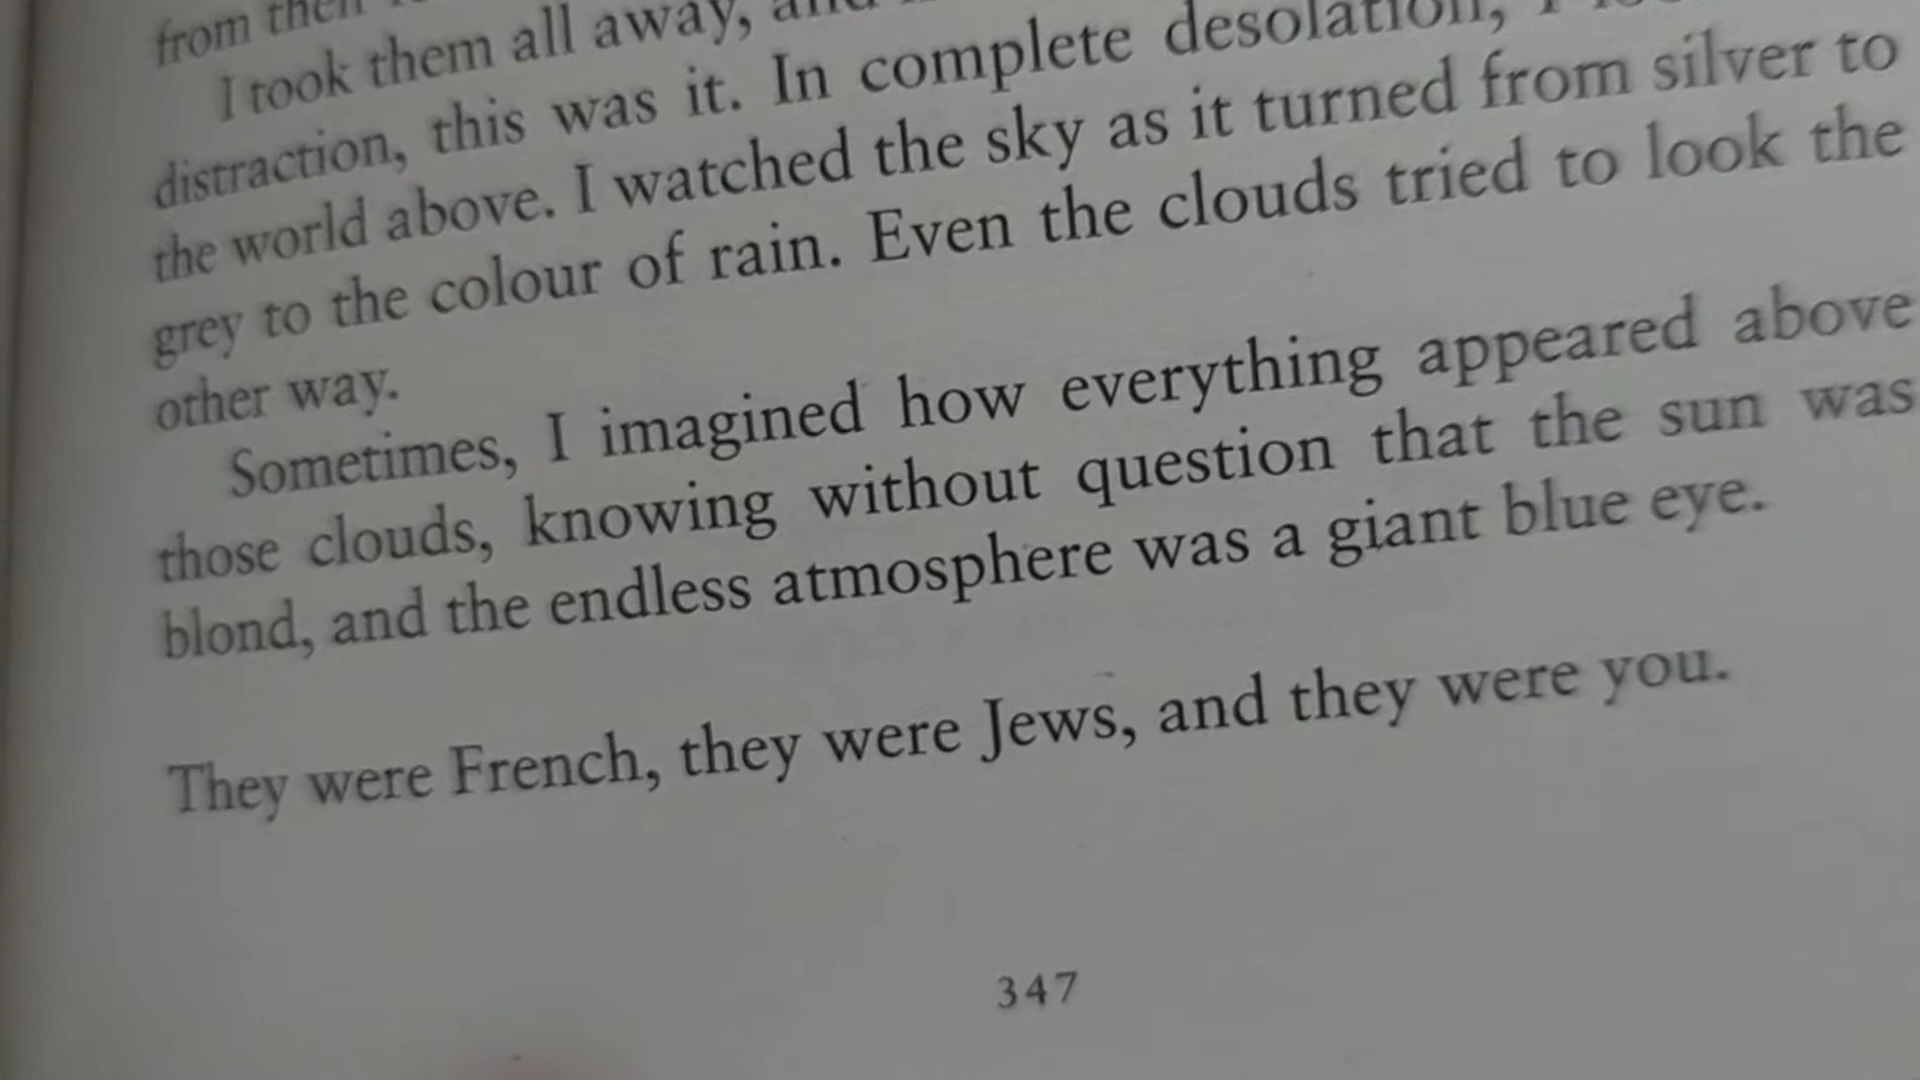 from then
I took them all away, and
distraction, this was it. In complete desolation, I
the world above. I watched the sky as it turned from silver to
grey to the colour of rain. Even the clouds tried to look the
other way.
Sometimes, I imagined how everything appeared above
those clouds, knowing without question that the sun was
blond, and the endless atmosphere was a giant blue eye.
They were French, they were Jews, and they were you.
347